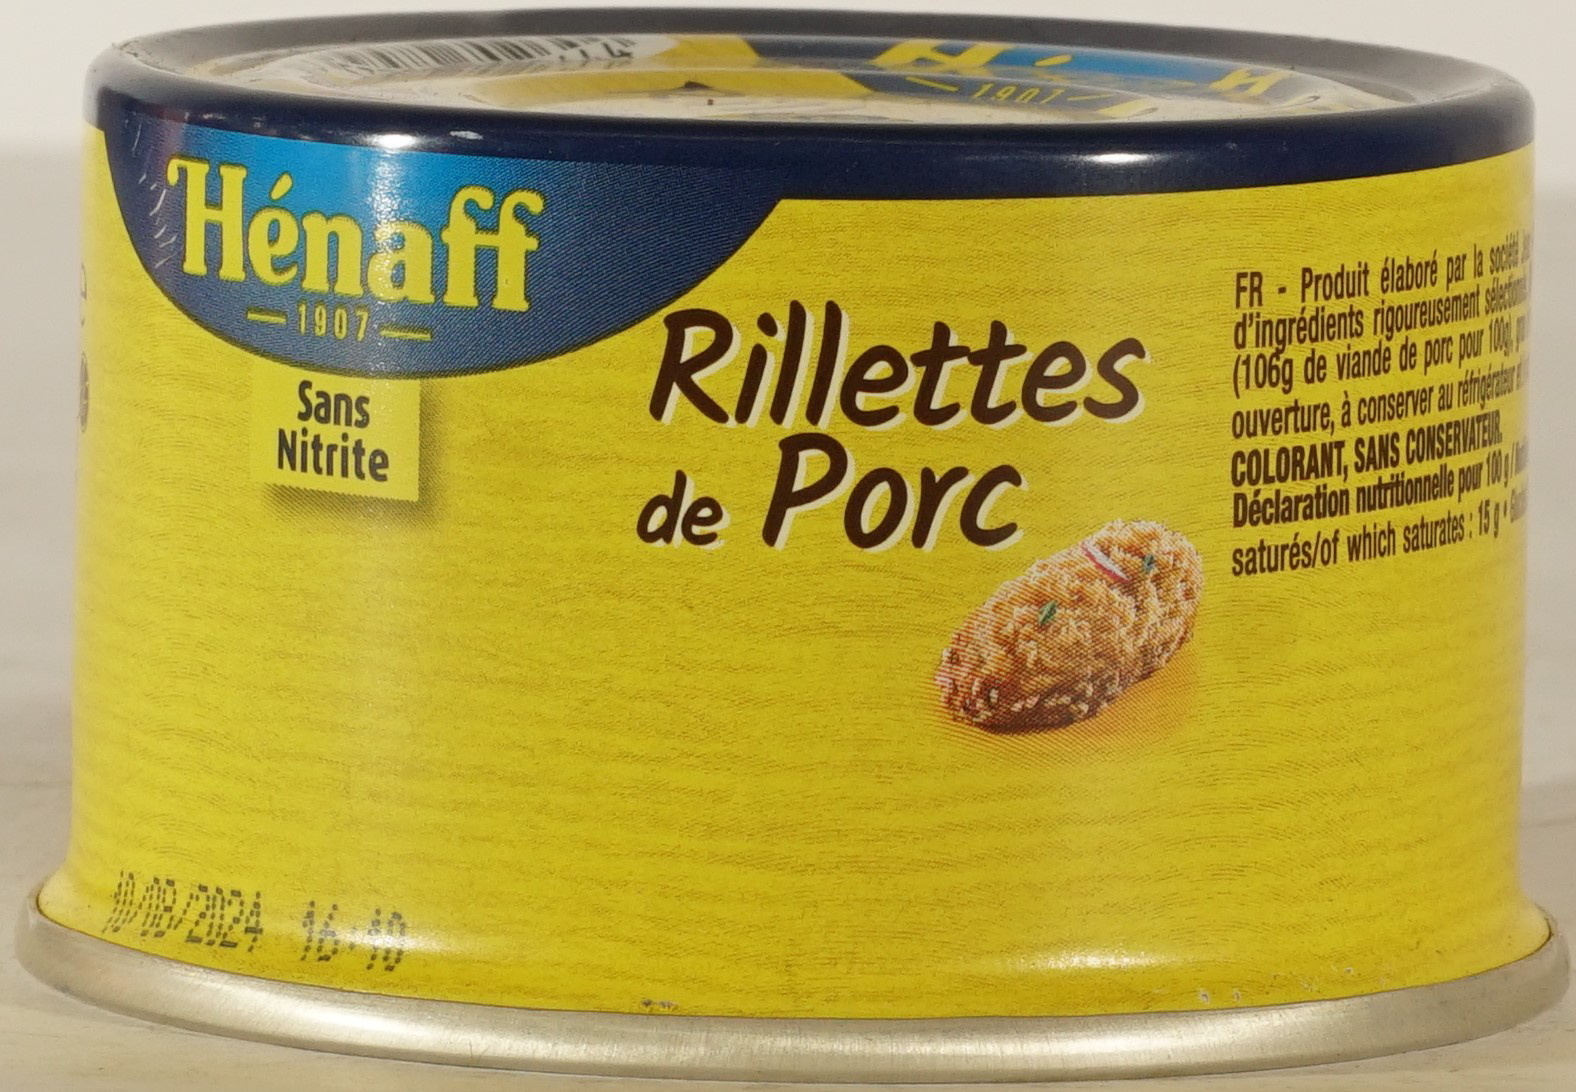 Hénaff
1907
Sans
Nitrite
Rillettes
de Porc
FR - Produit élaboré par la société
d'ingrédients rigoureusement
(106g de viande de porc pour 100g),
ouverture, à conserver au réfrigérateur
COLORANT, SANS CONSERVATEUR.
Déclaration nutritionnelle pour 100 g /
saturés/of which saturates : 15 g •
10/08/2024 16:10
1907